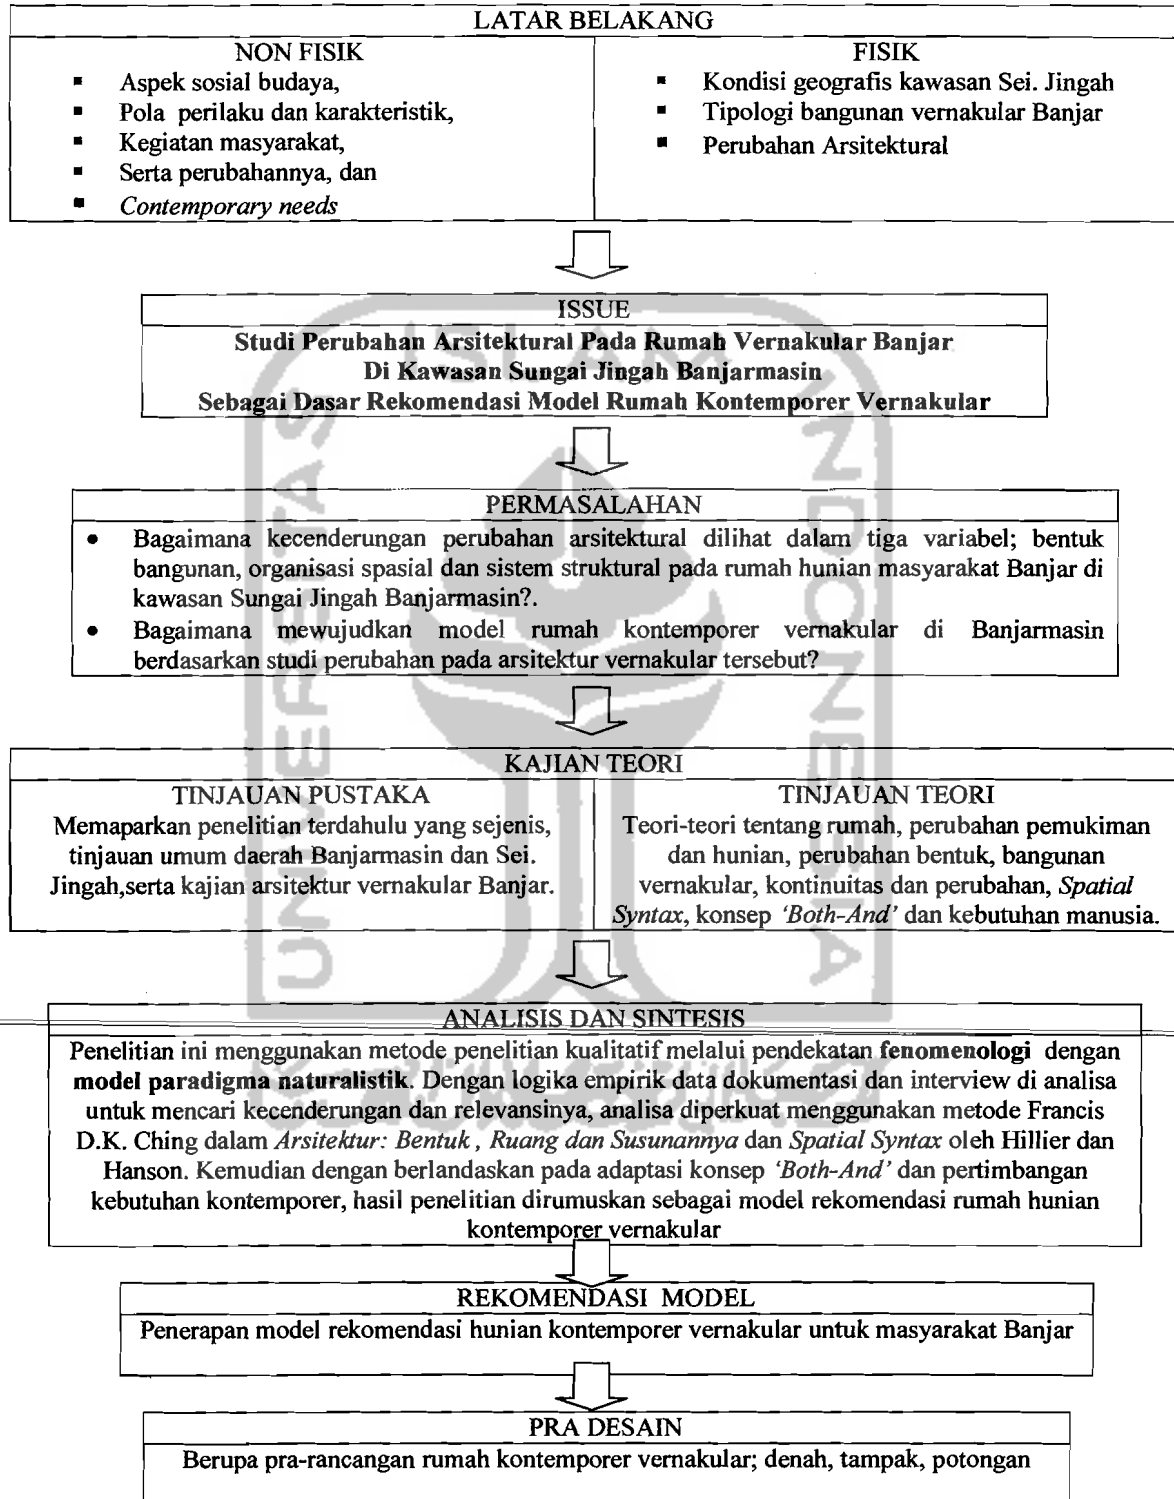 LATAR BELAKANG
NON FISIK
▪ Aspek sosial budaya,
▪ Pola perilaku dan karakteristik,
▪ Kegiatan masyarakat,
▪ Serta perubahannya, dan
▪ Contemporary needs
FISIK
▪ Kondisi geografis kawasan Sei. Jingah
▪ Tipologi bangunan vernakular Banjar
▪ Perubahan Arsitektural
ISSUE
Studi Perubahan Arsitektural Pada Rumah Vernakular Banjar
Di Kawasan Sungai Jingah Banjarmasin
Sebagai Dasar Rekomendasi Model Rumah Kontemporer Vernakular
PERMASALAHAN
• Bagaimana kecenderungan perubahan arsitektural dilihat dalam tiga variabel; bentuk
bangunan, organisasi spasial dan sistem struktural pada rumah hunian masyarakat Banjar di
kawasan Sungai Jingah Banjarmasin?.
• Bagaimana mewujudkan model rumah kontemporer vernakular di Banjarmasin
berdasarkan studi perubahan pada arsitektur vernakular tersebut?
KAJIAN TEORI
TINJAUAN PUSTAKA
Memaparkan penelitian terdahulu yang sejenis,
tinjauan umum daerah Banjarmasin dan Sei.
Jingah,serta kajian arsitektur vernakular Banjar.
TINJAUAN TEORI
Teori-teori tentang rumah, perubahan pemukiman
dan hunian, perubahan bentuk, bangunan
vernakular, kontinuitas dan perubahan, Spatial
Syntax, konsep 'Both-And' dan kebutuhan manusia.
ANALISIS DAN SINTESIS
Penelitian ini menggunakan metode penelitian kualitatif melalui pendekatan fenomenologi dengan
model paradigma naturalistik. Dengan logika empirik data dokumentasi dan interview di analisa
untuk mencari kecenderungan dan relevansinya, analisa diperkuat menggunakan metode Francis
D.K. Ching dalam Arsitektur: Bentuk , Ruang dan Susunannya dan Spatial Syntax oleh Hillier dan
Hanson. Kemudian dengan berlandaskan pada adaptasi konsep 'Both-And' dan pertimbangan
kebutuhan kontemporer, hasil penelitian dirumuskan sebagai model rekomendasi rumah hunian
kontemporer vernakular
REKOMENDASI MODEL
Penerapan model rekomendasi hunian kontemporer vernakular untuk masyarakat Banjar
PRA DESAIN
Berupa pra-rancangan rumah kontemporer vernakular; denah, tampak, potongan
UNIVERSITAS
ISLAM
INDONESIA